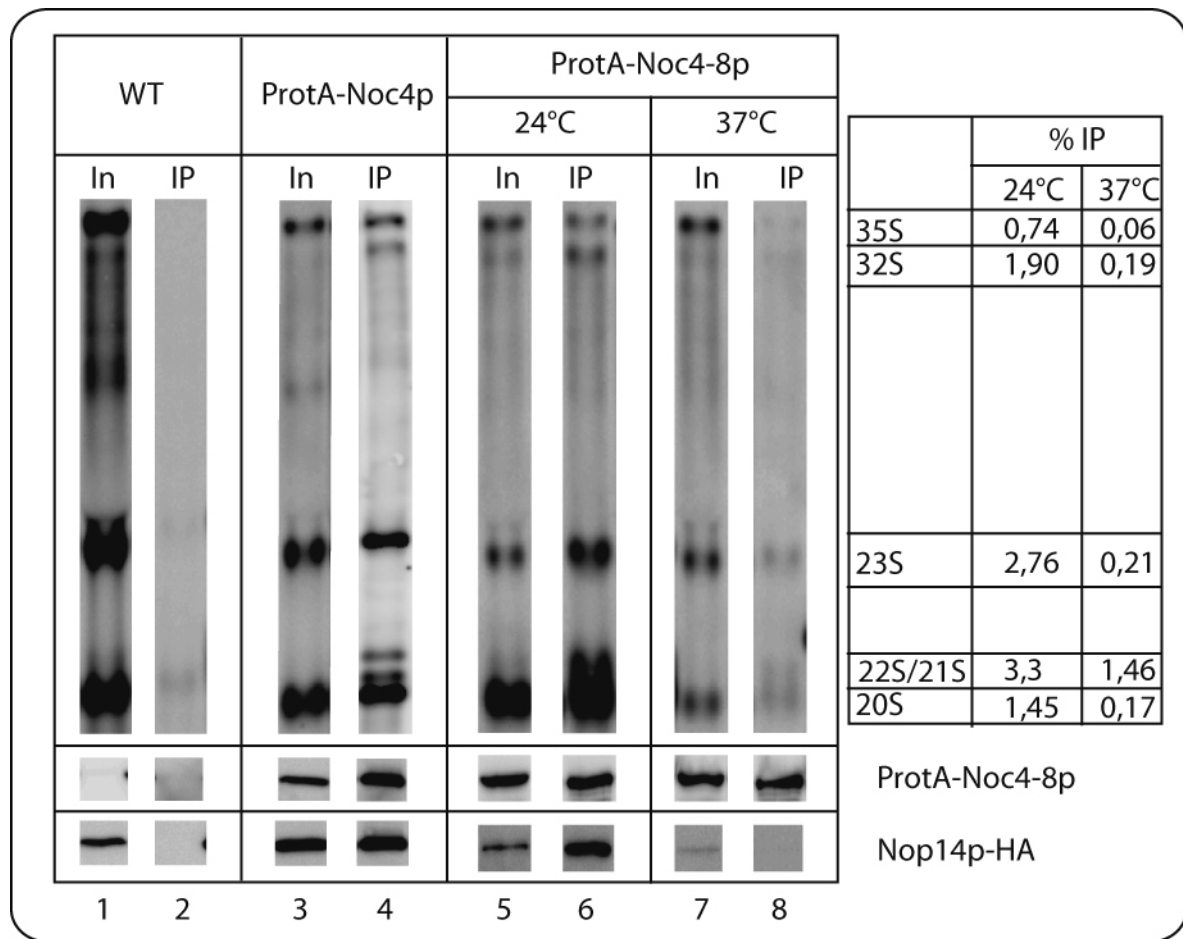 WT
ProtA-Noc4p
ProtA-Noc4-8p
24°C
37°C
In
IP
In
IP
In
IP
In
IP
% IP
24°C 37°C
35S 0,74 0,06
32S 1,90 0,19
23S 2,76 0,21
22S/21S 3,3 1,46
20S 1,45 0,17
ProtA-Noc4-8p
Nop14p-HA
1 2 3 4 5 6 7 8